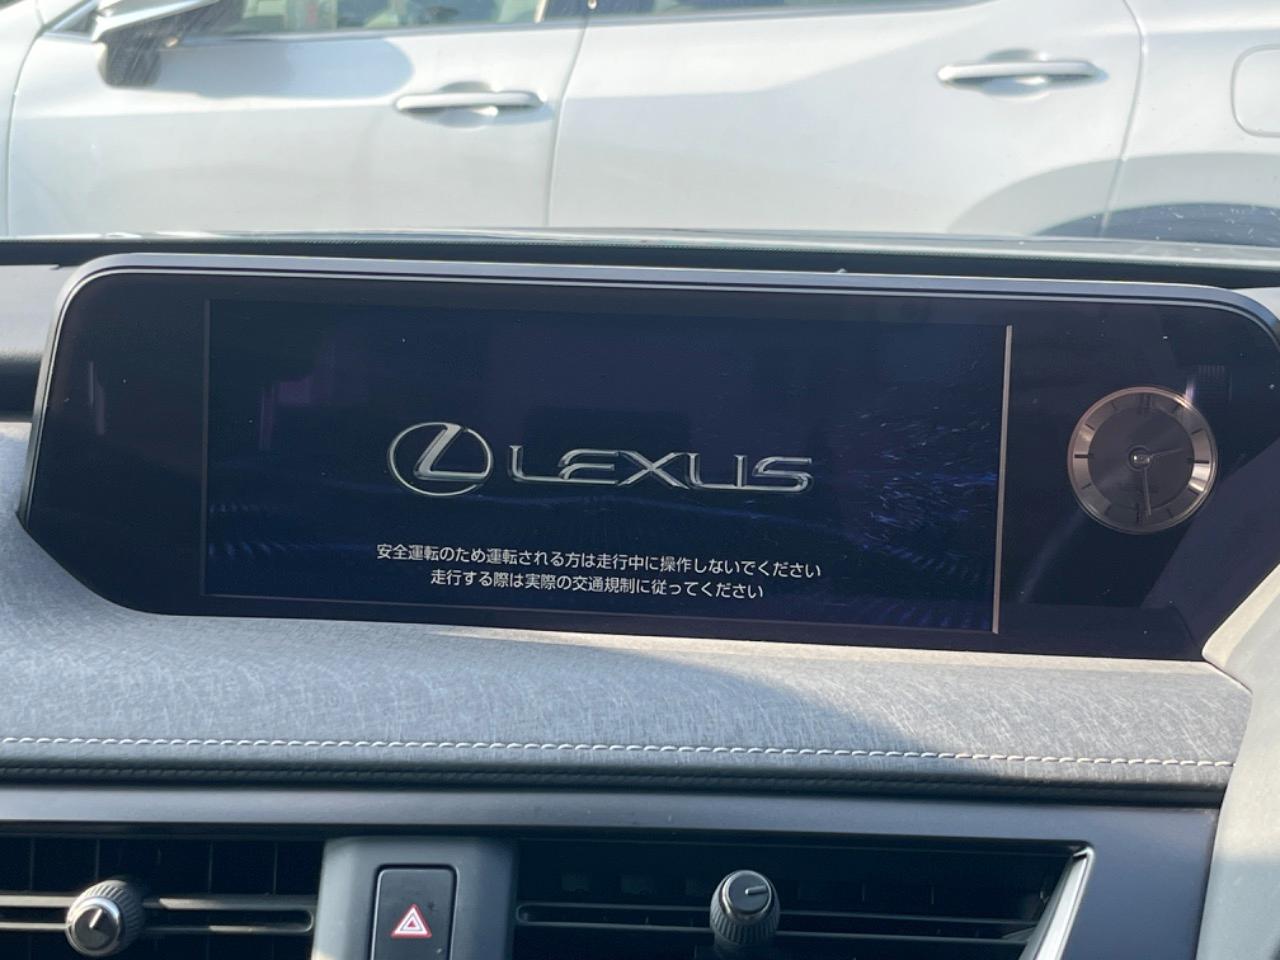 LEXUS
安全運転のため運転される方は走行中に操作しないでください
走行する際は実際の交通規制に従ってください